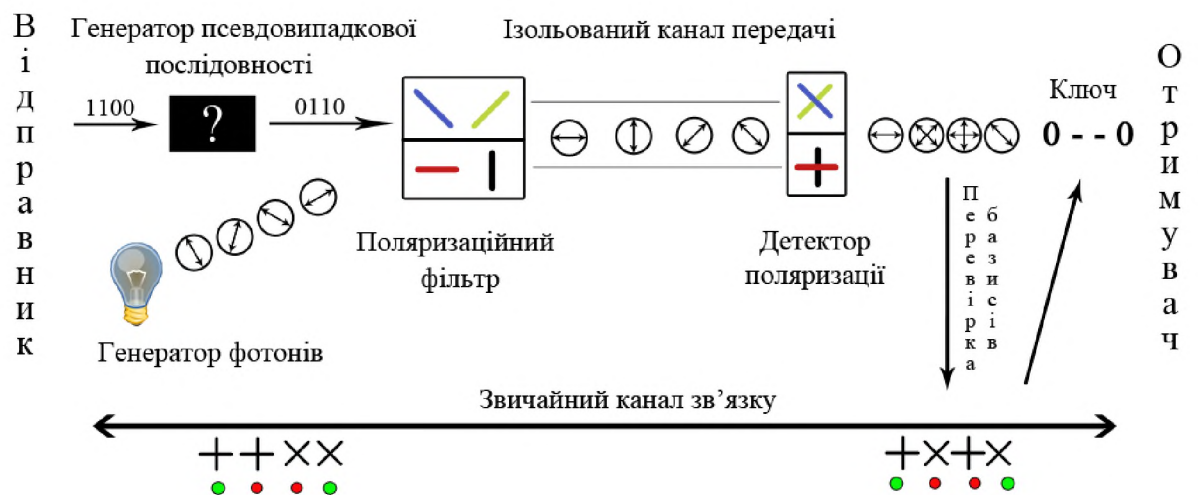 Відправник
Генератор псевдовипадкової
послідовності
1100
?
0110
Генератор фотонів
Ізольований канал передачі
Поляризаційний
фільтр
Детектор
поляризації
Ключ
0 - - 0
Перевірка
базисів
Отримувач
Звичайний канал зв’язку